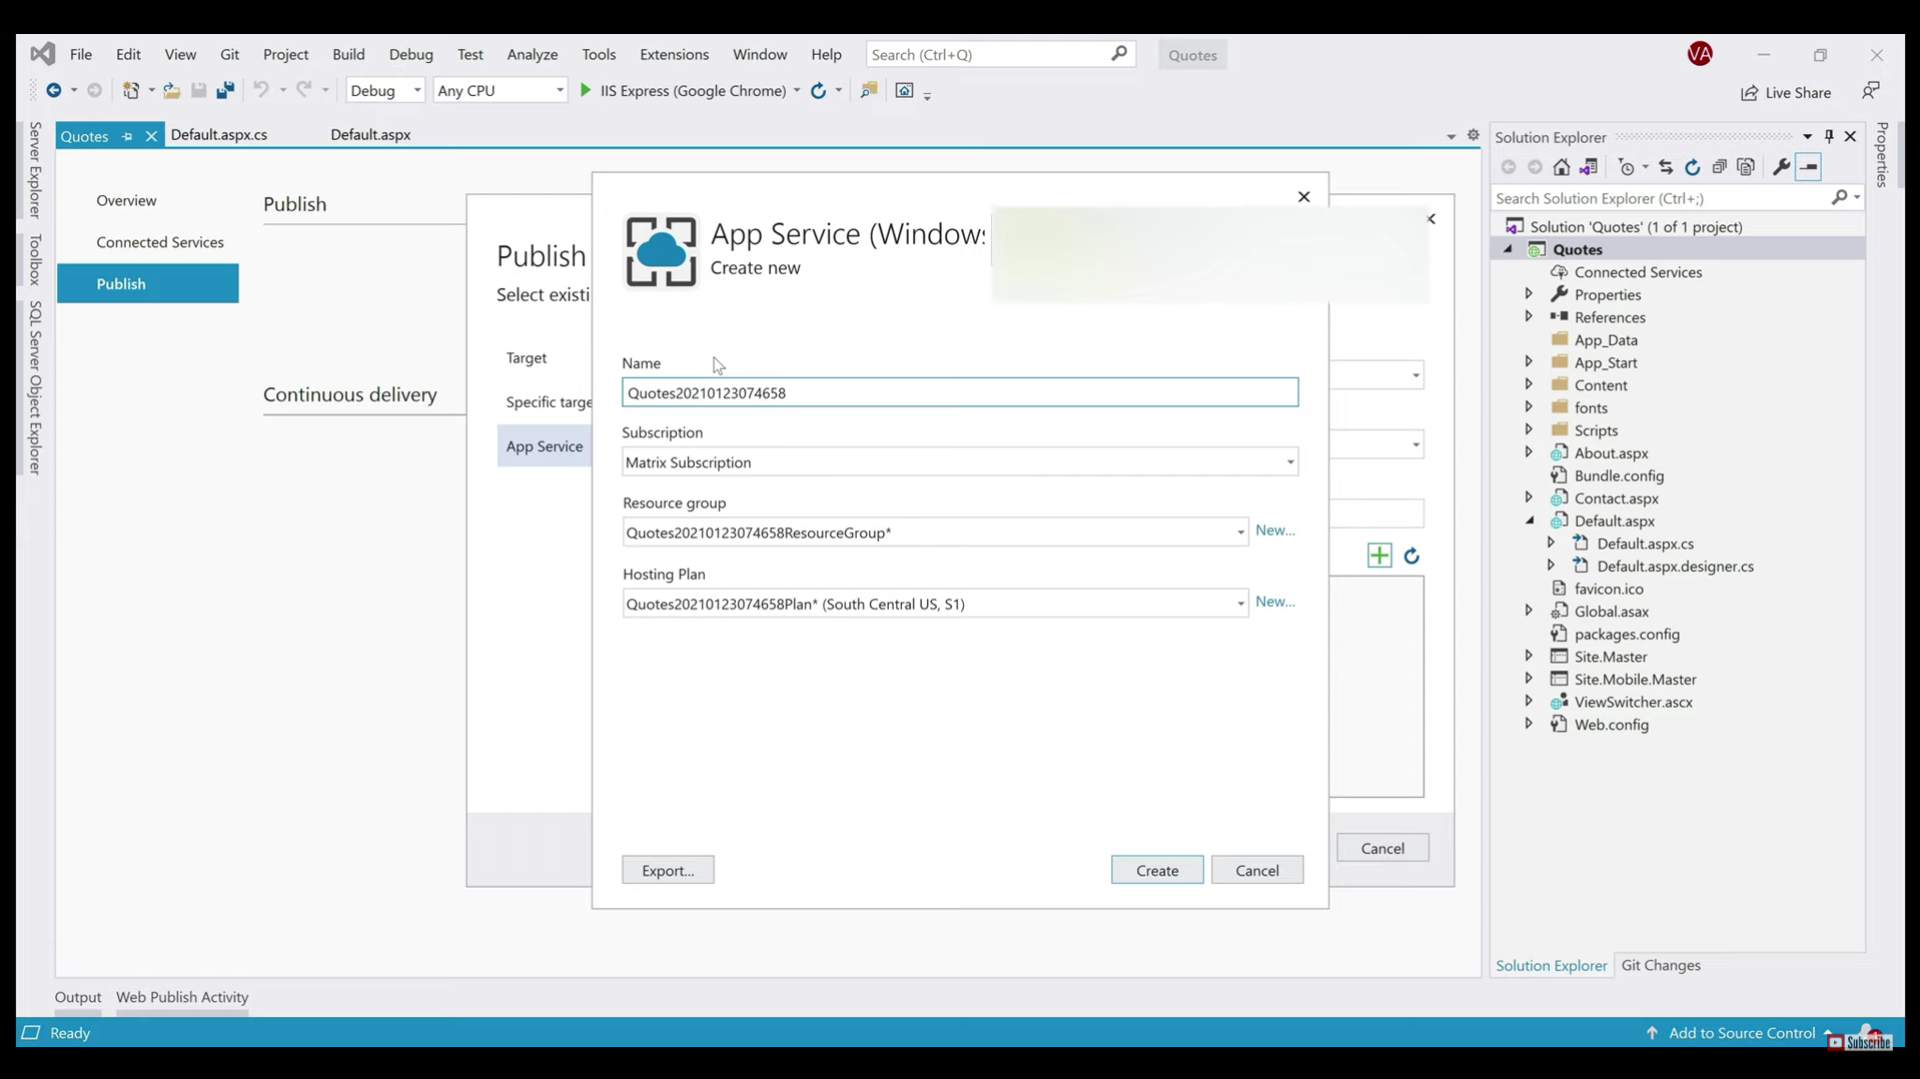 File Edit View Git Project Build Debug Test Analyze Tools Extensions Window Help Search (Ctrl+Q) Quotes VA
Debug Any CPU IIS Express (Google Chrome) Live Share
Server Explorer
Toolbox
SQL Server Object Explorer
Quotes Default.aspx.cs Default.aspx
Overview
Connected Services
Publish
Publish
Continuous delivery
Publish
Select existi
Target
Specific targe
App Service
App Service (Windows
Create new
Name
Quotes20210123074658
Subscription
Matrix Subscription
Resource group
Quotes20210123074658ResourceGroup* New...
Hosting Plan
Quotes20210123074658Plan* (South Central US, S1) New...
Export... Create Cancel
Cancel
Solution Explorer
Search Solution Explorer (Ctrl+;)
Solution 'Quotes' (1 of 1 project)
Quotes
Connected Services
Properties
References
App_Data
App_Start
Content
fonts
Scripts
About.aspx
Bundle.config
Contact.aspx
Default.aspx
Default.aspx.cs
Default.aspx.designer.cs
favicon.ico
Global.asax
packages.config
Site.Master
Site.Mobile.Master
ViewSwitcher.ascx
Web.config
Solution Explorer Git Changes
Properties
Output Web Publish Activity
Ready Add to Source Control
Subscribe